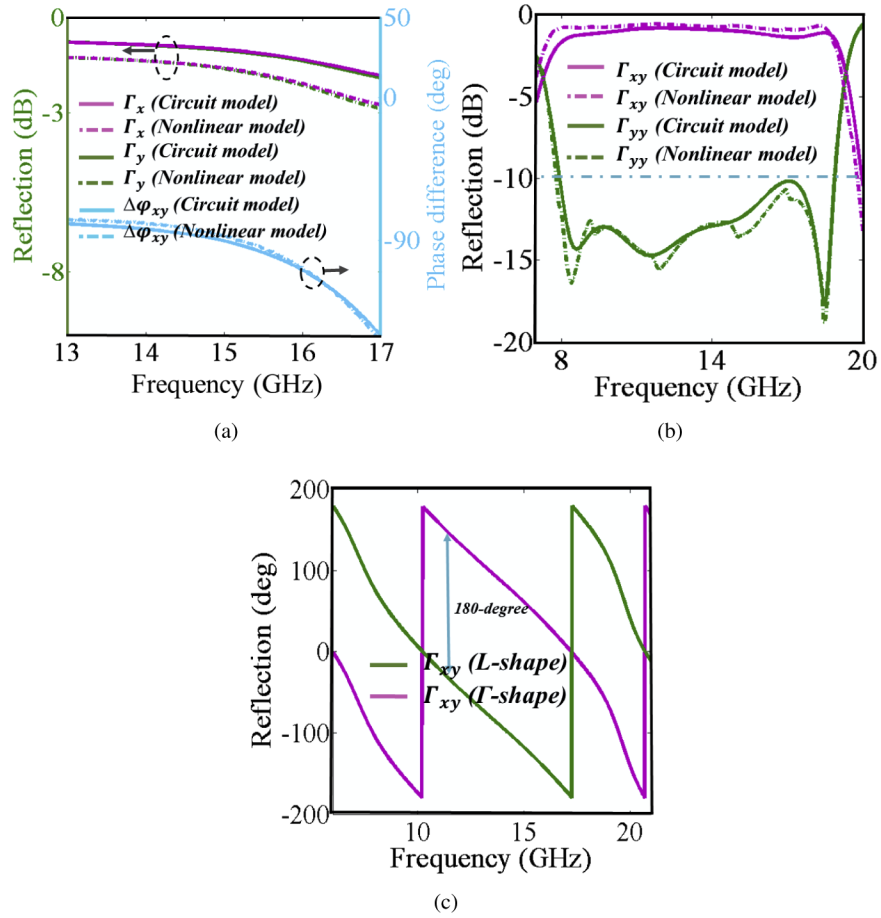 0
-3
-8
Reflection (dB)
50
0
-90
Phase difference (deg)
Γx (Circuit model)
Γx (Nonlinear model)
Γy (Circuit model)
Γy (Nonlinear model)
Δφxy (Circuit model)
Δφxy (Nonlinear model)
13 14 15 16 17
Frequency (GHz)
(a)
0
-5
-10
-15
-20
Reflection (dB)
Γxy (Circuit model)
Γxy (Nonlinear model)
Γyy (Circuit model)
Γyy (Nonlinear model)
8 14 20
Frequency (GHz)
(b)
200
100
0
-100
-200
Reflection (deg)
180-degree
Γxy (L-shape)
Γxy (Γ-shape)
10 15 20
Frequency (GHz)
(c)